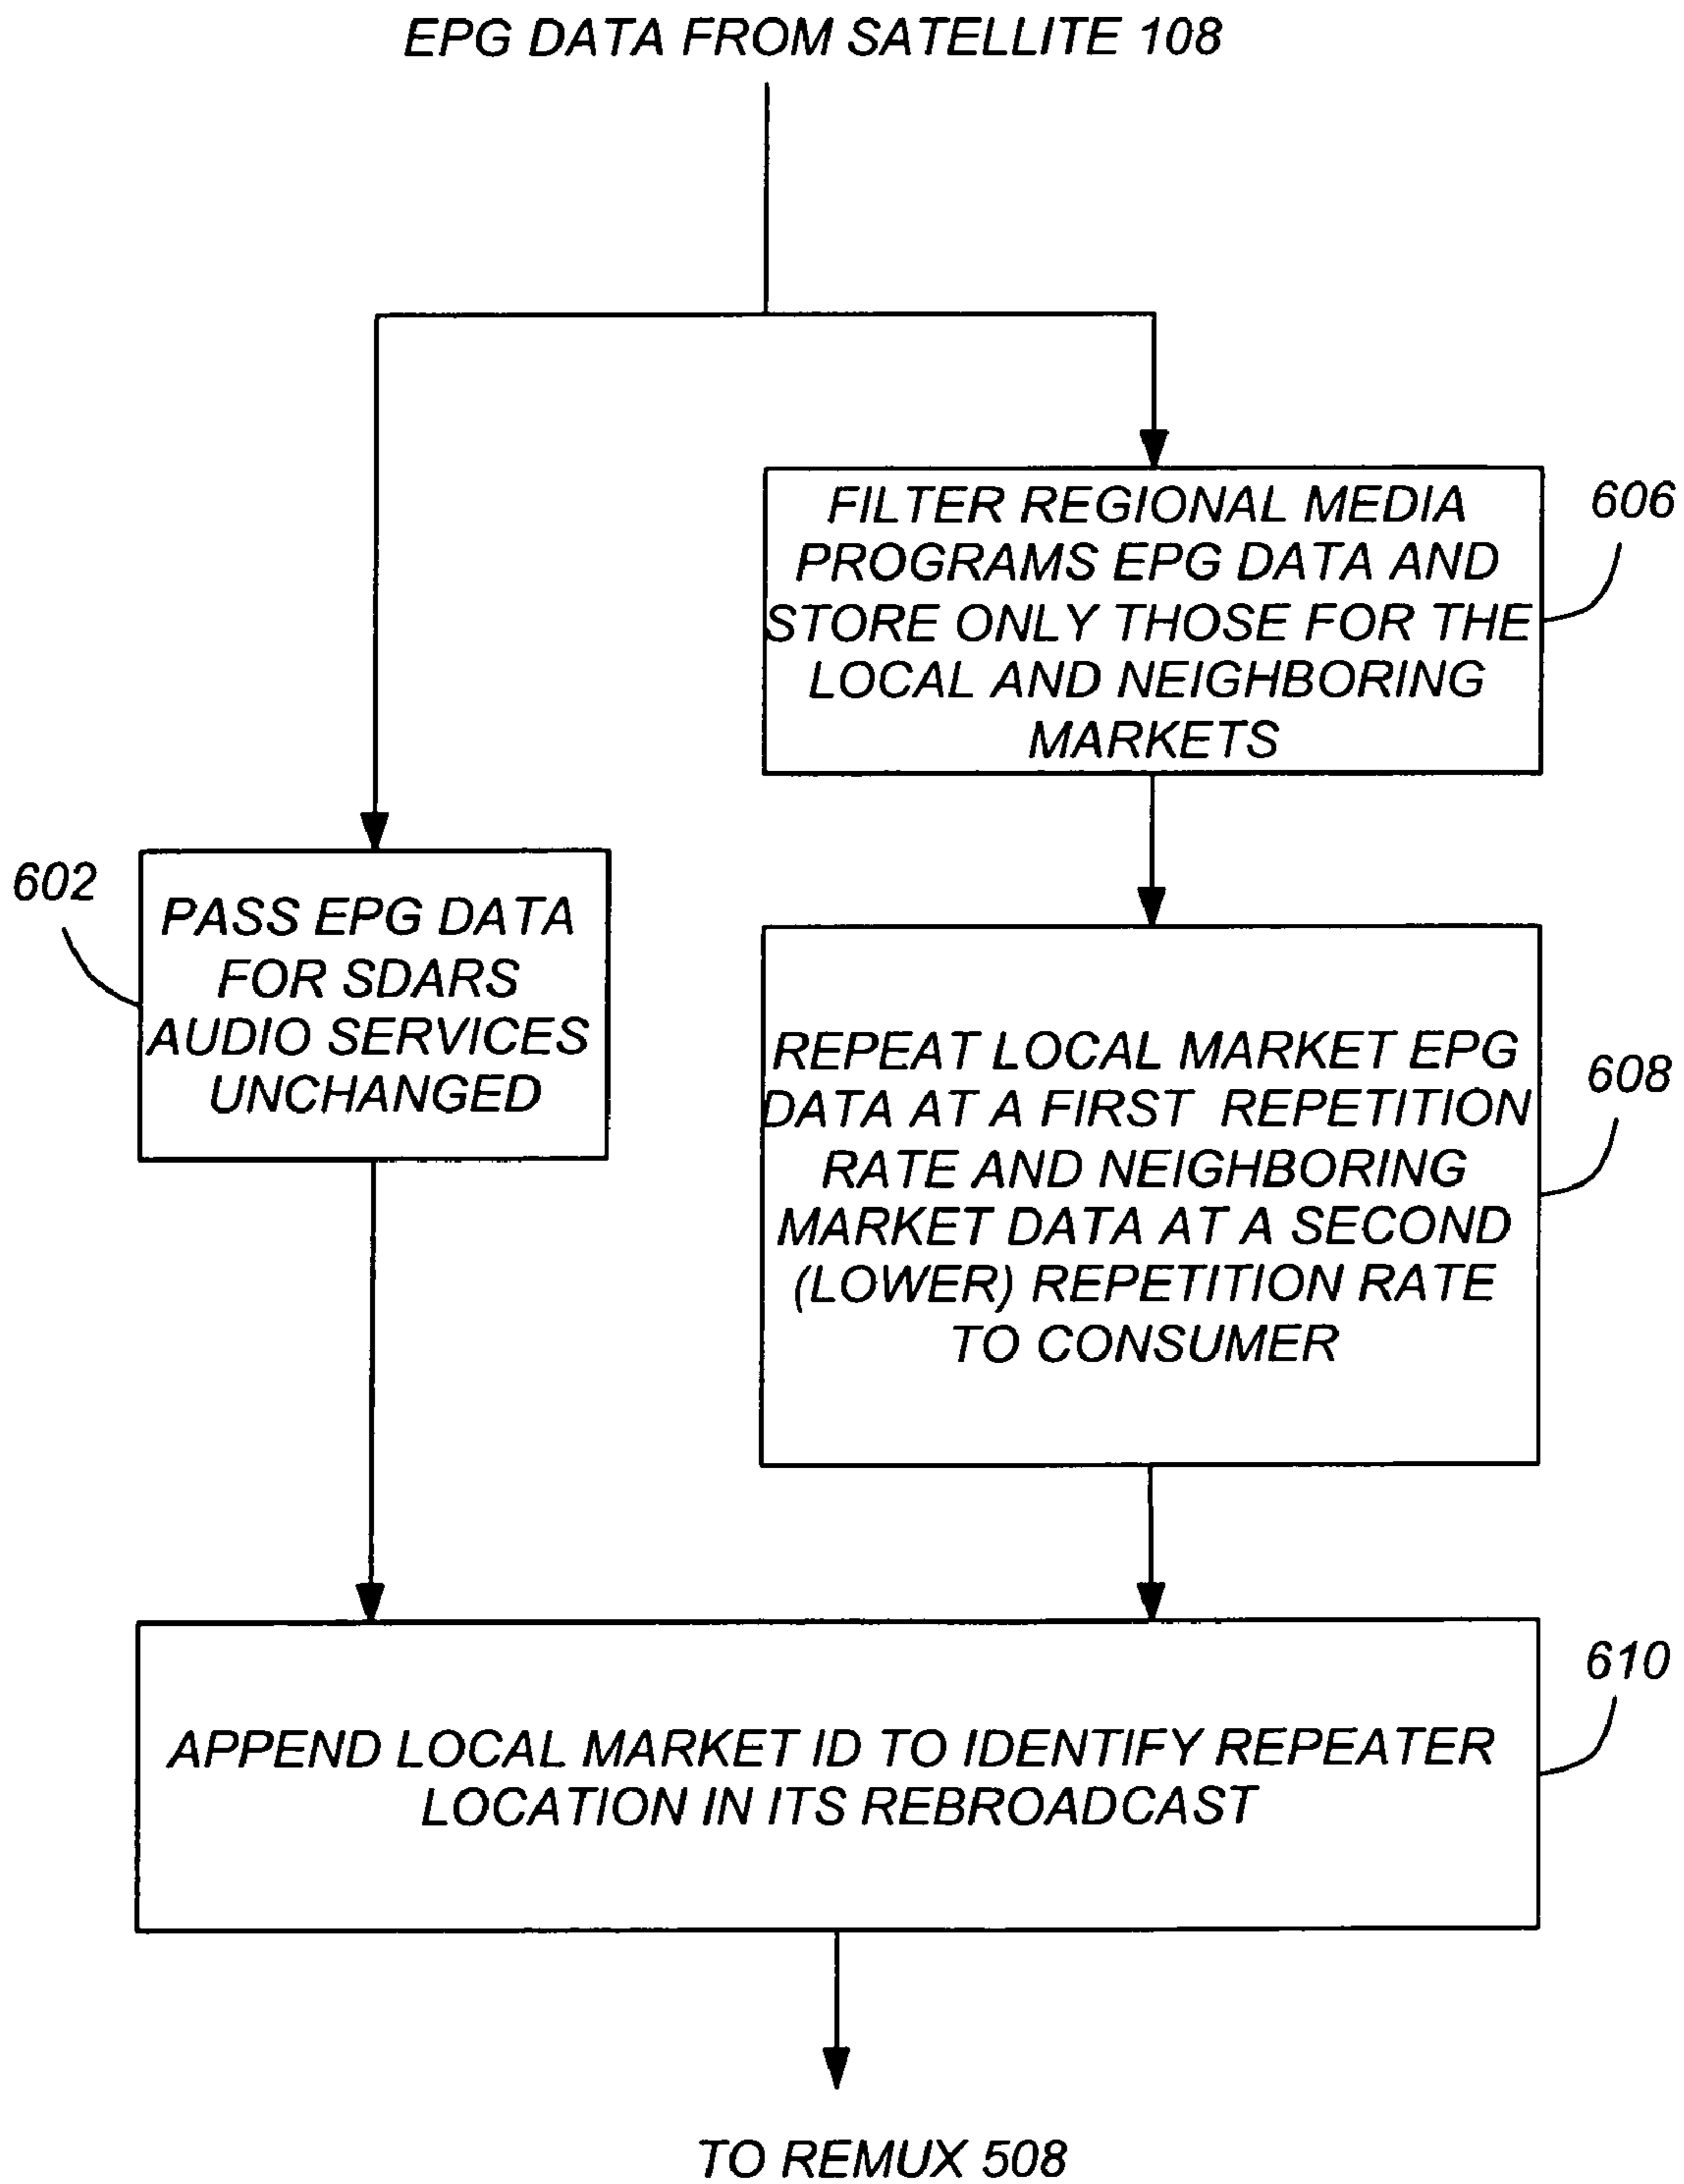 EPG DATA FROM SATELLITE 108
FILTER REGIONAL MEDIA
PROGRAMS EPG DATA AND
STORE ONLY THOSE FOR THE
LOCAL AND NEIGHBORING
MARKETS
606
602
PASS EPG DATA
FOR SDARS
AUDIO SERVICES
UNCHANGED
REPEAT LOCAL MARKET EPG
DATA AT A FIRST REPETITION
RATE AND NEIGHBORING
MARKET DATA AT A SECOND
(LOWER) REPETITION RATE
TO CONSUMER
608
610
APPEND LOCAL MARKET ID TO IDENTIFY REPEATER
LOCATION IN ITS REBROADCAST
TO REMUX 508